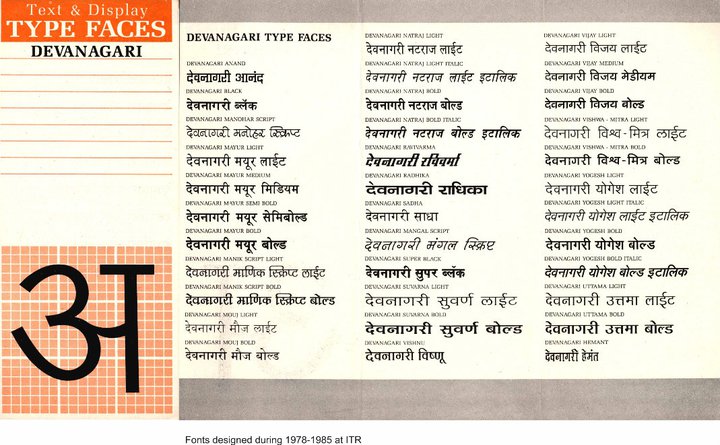 Text & Display
TYPE FACES
DEVANAGARI
अ
DEVANAGARI TYPE FACES
DEVANAGARI ANAND
देवनागरी आनंद
DEVANAGARI BLACK
देवनागरी ब्लॅक
DEVANAGARI MANOHAR SCRIPT
देवनागरी मनोहर स्क्रिप्ट
DEVANAGARI MAYUR LIGHT
देवनागरी मयूर लाईट
DEVANAGARI MAYUR MEDIUM
देवनागरी मयूर मिडियम
DEVANAGARI MAYUR SEMI BOLD
देवनागरी मयूर सेमिबोल्ड
DEVANAGARI MAYUR BOLD
देवनागरी मयूर बोल्ड
DEVANAGARI MANIK SCRIPT LIGHT
देवनागरी माणिक स्क्रिप्ट लाईट
DEVANAGARI MANIK SCRIPT BOLD
देवनागरी माणिक स्क्रिप्ट बोल्ड
DEVANAGARI MOUJ LIGHT
देवनागरी मौज लाईट
DEVANAGARI MOUJ BOLD
देवनागरी मौज बोल्ड
DEVANAGARI NATRAJ LIGHT
देवनागरी नटराज लाईट
DEVANAGARI NATRAJ LIGHT ITALIC
देवनागरी नटराज लाईट इटालिक
DEVANAGARI NATRAJ BOLD
देवनागरी नटराज बोल्ड
DEVANAGARI NATRAJ BOLD ITALIC
देवनागरी नटराज बोल्ड इटालिक
DEVANAGARI RAVIVARMA
देवनागरी रविवर्मा
DEVANAGARI RADHIKA
देवनागरी राधिका
DEVANAGARI SADHA
देवनागरी साधा
DEVANAGARI MANGAL SCRIPT
देवनागरी मंगल स्क्रिप्ट
DEVANAGARI SUPER BLACK
देवनागरी सुपर ब्लॅक
DEVANAGARI SUVARNA LIGHT
देवनागरी सुवर्ण लाईट
DEVANAGARI SUVARNA BOLD
देवनागरी सुवर्ण बोल्ड
DEVANAGARI VISHNU
देवनागरी विष्णू
DEVANAGARI VIJAY LIGHT
देवनागरी विजय लाईट
DEVANAGARI VIJAY MEDIUM
देवनागरी विजय मेडीयम
DEVANAGARI VIJAY BOLD
देवनागरी विजय बोल्ड
DEVANAGARI VISHWA - MITRA LIGHT
देवनागरी विश्व-मित्र लाईट
DEVANAGARI VISHWA - MITRA BOLD
देवनागरी विश्व-मित्र बोल्ड
DEVANAGARI YOGESH LIGHT
देवनागरी योगेश लाईट
DEVANAGARI YOGESH LIGHT ITALIC
देवनागरी योगेश लाईट इटालिक
DEVANAGARI YOGESH BOLD
देवनागरी योगेश बोल्ड
DEVANAGARI YOGESH BOLD ITALIC
देवनागरी योगेश बोल्ड इटालिक
DEVANAGARI UTTAMA LIGHT
देवनागरी उत्तमा लाईट
DEVANAGARI UTTAMA BOLD
देवनागरी उत्तमा बोल्ड
DEVANAGARI HEMANT
देवनागरी हेमंत
Fonts designed during 1978-1985 at ITR